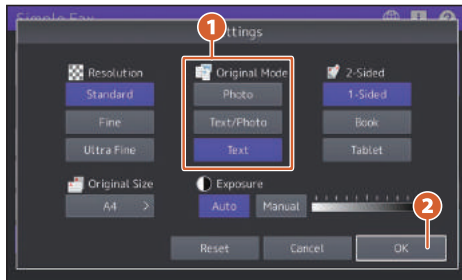 Simple Fax
Settings
1
Resolution
Original Mode
2-Sided
Standard
Photo
1-Sided
Fine
Text/Photo
Book
Ultra Fine
Text
Tablet
Original Size
Exposure
A4 >
Auto
Manual
2
Reset
Cancel
OK